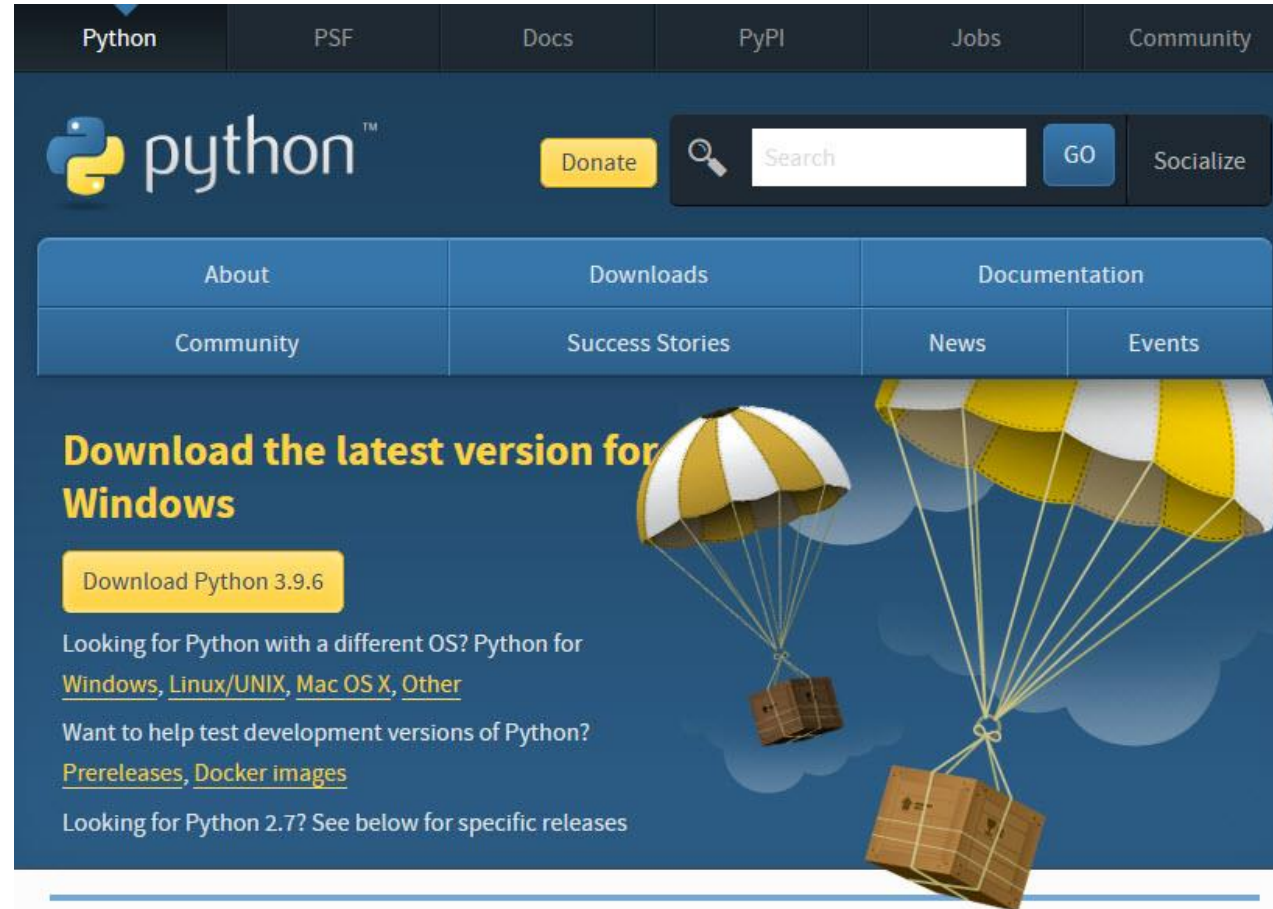 Python PSF Docs PyPI Jobs Community
python™
Donate Search GO Socialize
About Downloads Documentation
Community Success Stories News Events
Download the latest version for
Windows
Download Python 3.9.6
Looking for Python with a different OS? Python for
Windows, Linux/UNIX, Mac OS X, Other
Want to help test development versions of Python?
Prereleases, Docker images
Looking for Python 2.7? See below for specific releases